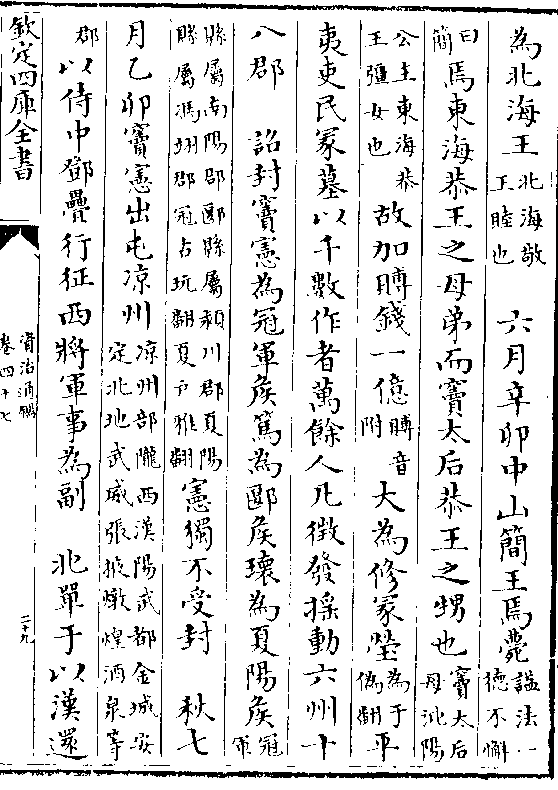 為北海王北海敬王睦也　六月辛卯中山簡王焉薨諡法一德不懈
曰簡焉東海恭王之母弟而竇太后恭王之甥也竇太后母沘陽
公主東海恭王彊女也故加賻錢一億賻音附大為修冢塋為于偽翻平
夷吏民冢墓以千數作者萬餘人凡徵發揺動六州十
八郡　詔封竇憲為冠軍侯篤為郾侯瓌為夏陽侯冠軍
縣屬南陽郡郾縣屬潁川郡夏陽縣屬馮翊郡冠古玩翻夏户雅翻憲獨不受封　秋七
月乙卯竇憲出屯凉州凉州部隴西漢陽武都金城安定北地武威張掖燉煌酒泉等
郡以侍中鄧疊行征西將軍事為副　北單于以漢還
欽定四庫全書
資治通鑑
卷四十七
二十九